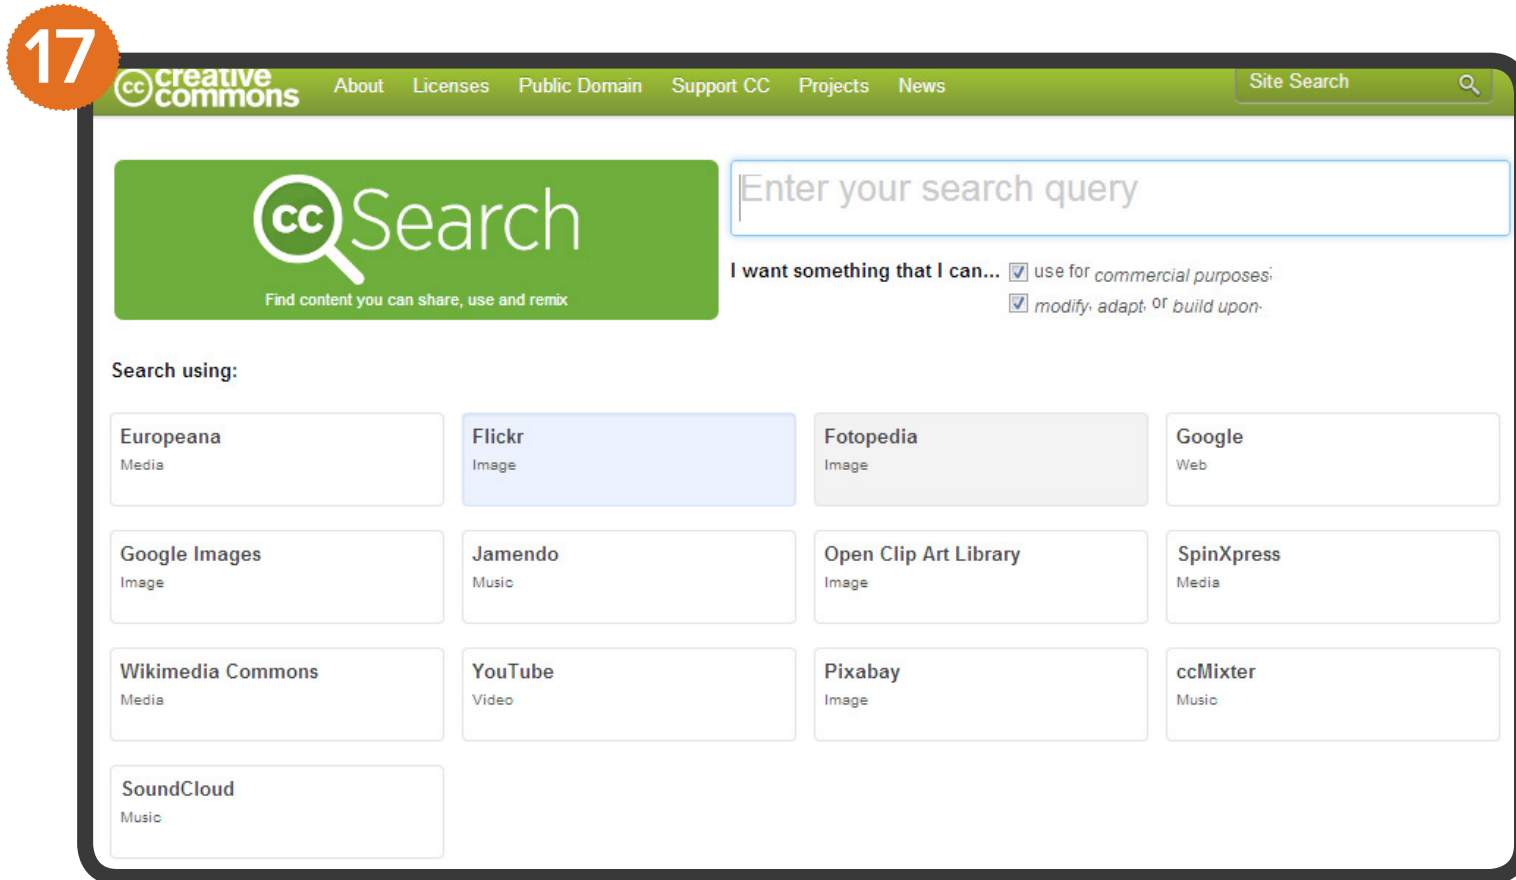 17
cc creative commons About Licenses Public Domain Support CC Projects News Site Search
cc Search
Find content you can share, use and remix
Enter your search query
I want something that I can... use for commercial purposes;
modify, adapt, or build upon.
Search using:
Europeana
Media
Flickr
Image
Fotopedia
Image
Google
Web
Google Images
Image
Jamendo
Music
Open Clip Art Library
Image
SpinXpress
Media
Wikimedia Commons
Media
YouTube
Video
Pixabay
Image
ccMixter
Music
SoundCloud
Music